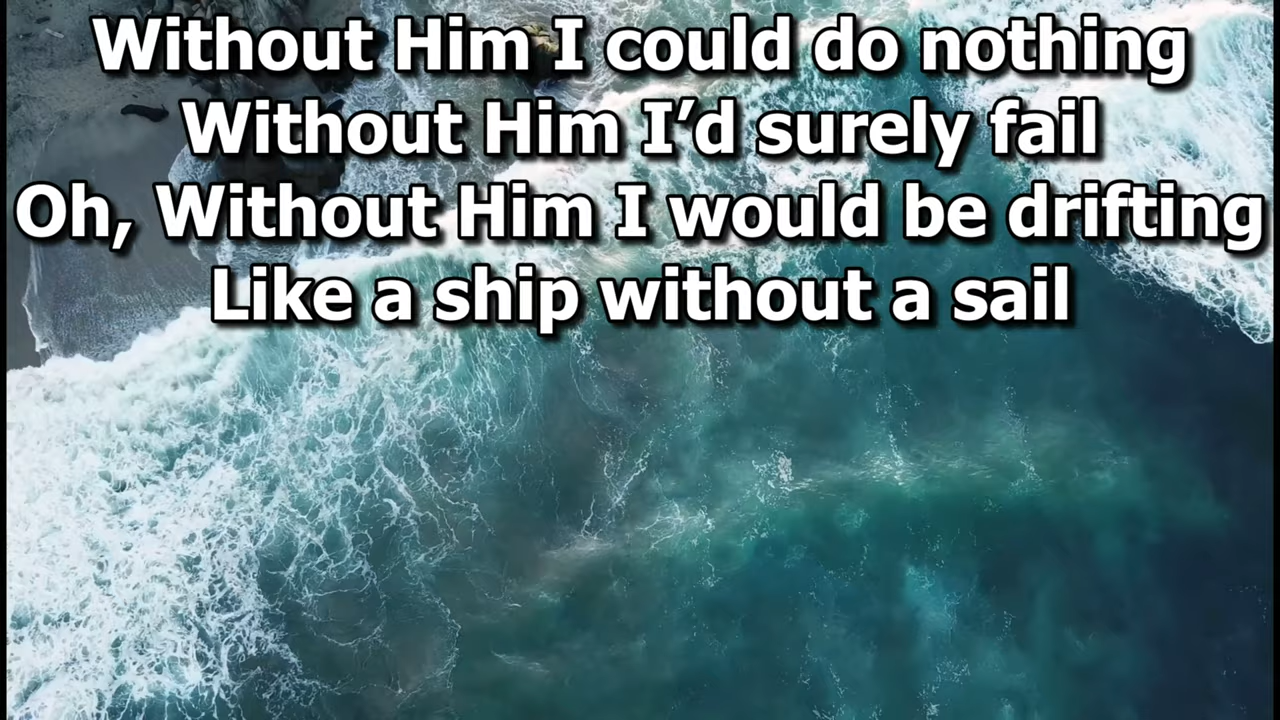 Without Him I could do nothing
Without Him I’d surely fail
Oh, Without Him I would be drifting
Like a ship without a sail